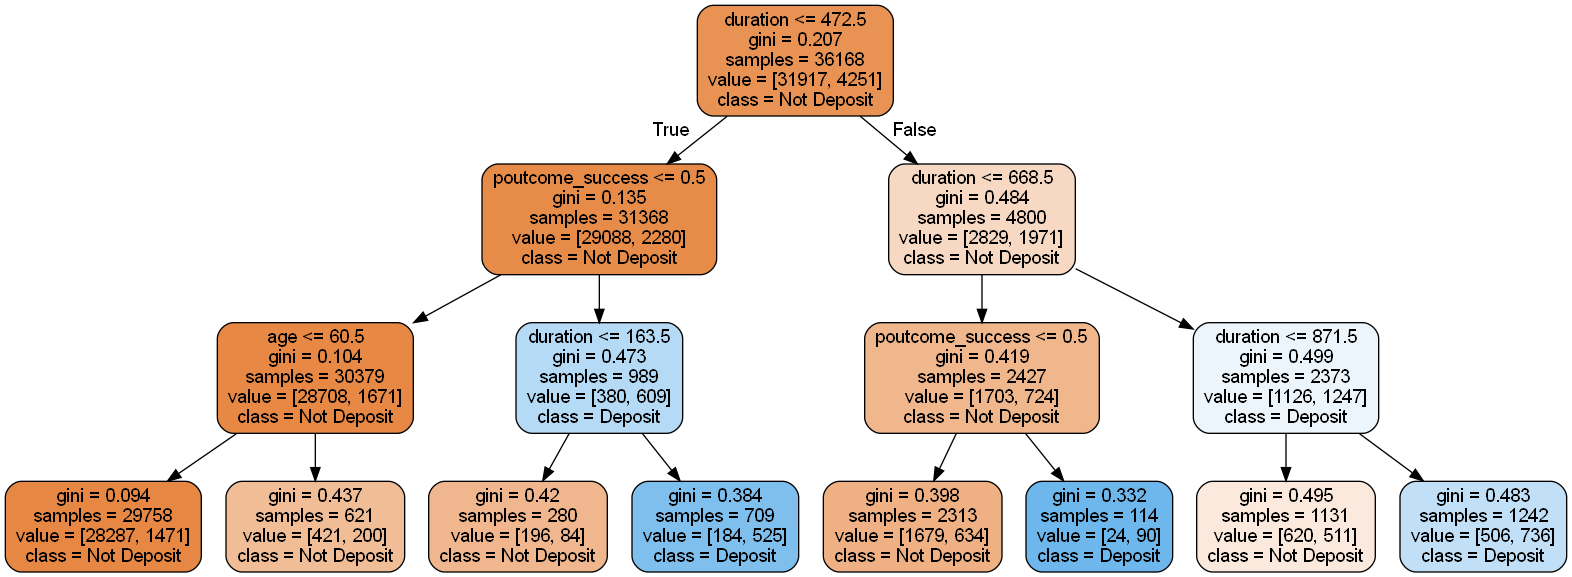 duration <= 472.5
gini = 0.207
samples = 36168
value = [31917, 4251]
class = Not Deposit
True
False
poutcome_success <= 0.5
gini = 0.135
samples = 31368
value = [29088, 2280]
class = Not Deposit
duration <= 668.5
gini = 0.484
samples = 4800
value = [2829, 1971]
class = Not Deposit
age <= 60.5
gini = 0.104
samples = 30379
value = [28708, 1671]
class = Not Deposit
duration <= 163.5
gini = 0.473
samples = 989
value = [380, 609]
class = Deposit
poutcome_success <= 0.5
gini = 0.419
samples = 2427
value = [1703, 724]
class = Not Deposit
duration <= 871.5
gini = 0.499
samples = 2373
value = [1126, 1247]
class = Deposit
gini = 0.094
samples = 29758
value = [28287, 1471]
class = Not Deposit
gini = 0.437
samples = 621
value = [421, 200]
class = Not Deposit
gini = 0.42
samples = 280
value = [196, 84]
class = Not Deposit
gini = 0.384
samples = 709
value = [184, 525]
class = Deposit
gini = 0.398
samples = 2313
value = [1679, 634]
class = Not Deposit
gini = 0.332
samples = 114
value = [24, 90]
class = Deposit
gini = 0.495
samples = 1131
value = [620, 511]
class = Not Deposit
gini = 0.483
samples = 1242
value = [506, 736]
class = Deposit